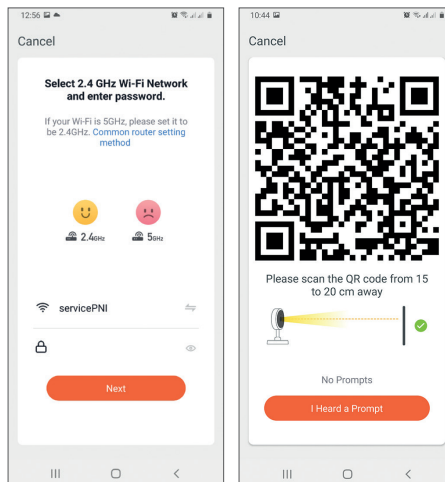 12:56
Cancel
Select 2.4 GHz Wi-Fi Network
and enter password.
If your Wi-Fi is 5GHz, please set it to
be 2.4GHz. Common router setting
method
2.4GHz
5GHz
servicePNI
Next
10:44
Cancel
Please scan the QR code from 15
to 20 cm away
No Prompts
I Heard a Prompt